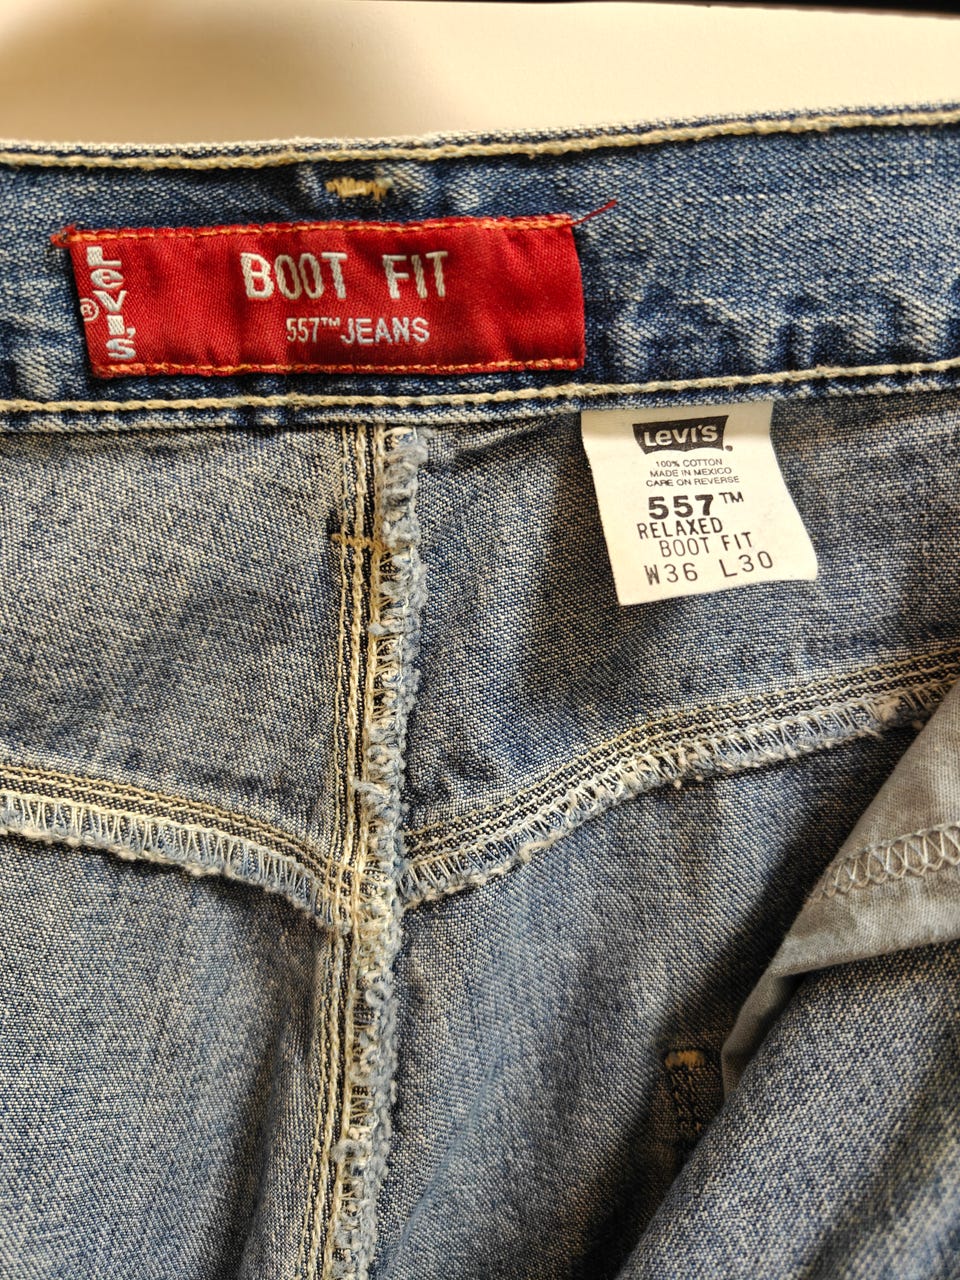 Levi's®
BOOT FIT
557™ JEANS
Levi's®
100% COTTON
MADE IN MEXICO
CARE ON REVERSE
557™
RELAXED
BOOT FIT
W36 L30